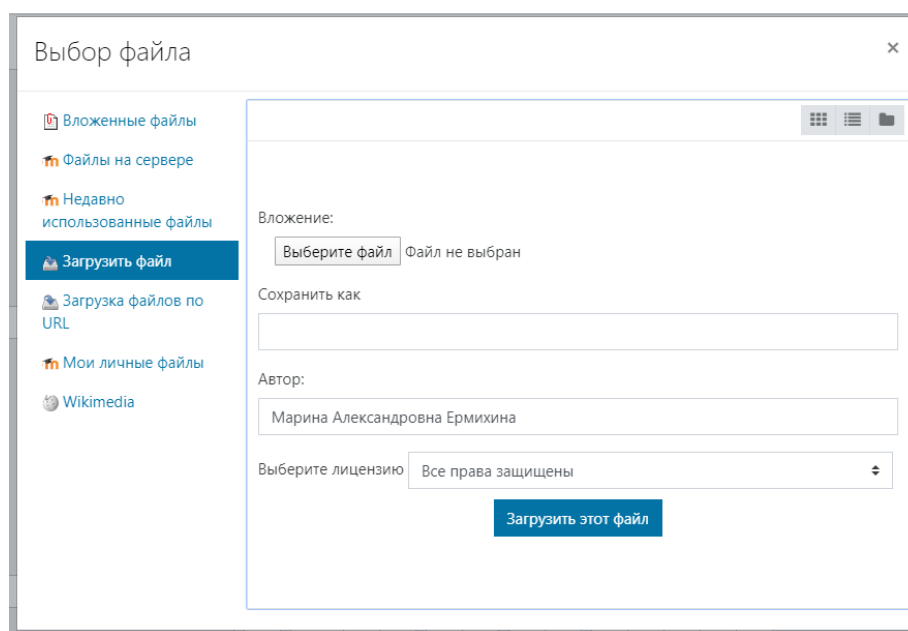 Выбор файла
×
Вложенные файлы
Файлы на сервере
Недавно
использованные файлы
Загрузить файл
Загрузка файлов по
URL
Мои личные файлы
Wikimedia
Вложение:
Выберите файл Файл не выбран
Сохранить как
Автор:
Марина Александровна Ермихина
Выберите лицензию Все права защищены
Загрузить этот файл